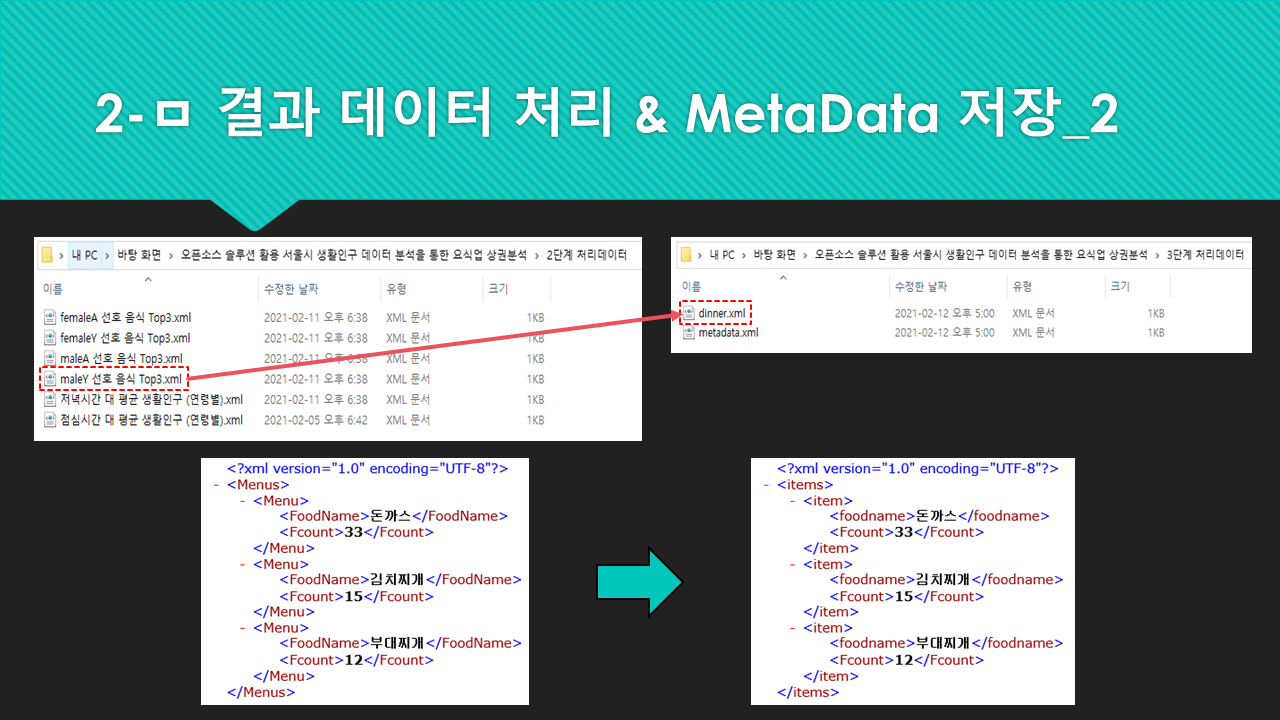 2-ㅁ 결과 데이터 처리 & MetaData 저장_2
내 PC › 바탕 화면 › 오픈소스 솔루션 활용 서울시 생활인구 데이터 분석을 통한 요식업 상권분석 › 2단계 처리데이터
이름 수정한 날짜 유형 크기
femaleA 선호 음식 Top3.xml 2021-02-11 오후 6:38 XML 문서 1KB
femaleY 선호 음식 Top3.xml 2021-02-11 오후 6:38 XML 문서 1KB
maleA 선호 음식 Top3.xml 2021-02-11 오후 6:38 XML 문서 1KB
maleY 선호 음식 Top3.xml 2021-02-11 오후 6:38 XML 문서 1KB
저녁시간 대 평균 생활인구 (연령별).xml 2021-02-11 오후 6:38 XML 문서 1KB
점심시간 대 평균 생활인구 (연령별).xml 2021-02-05 오후 6:42 XML 문서 1KB
내 PC › 바탕 화면 › 오픈소스 솔루션 활용 서울시 생활인구 데이터 분석을 통한 요식업 상권분석 › 3단계 처리데이터
이름 수정한 날짜 유형 크기
dinner.xml 2021-02-12 오후 5:00 XML 문서 1KB
metadata.xml 2021-02-12 오후 5:00 XML 문서 1KB
<?xml version="1.0" encoding="UTF-8"?>
- <Menus>
- <Menu>
<FoodName>돈까스</FoodName>
<Fcount>33</Fcount>
</Menu>
- <Menu>
<FoodName>김치찌개</FoodName>
<Fcount>15</Fcount>
</Menu>
- <Menu>
<FoodName>부대찌개</FoodName>
<Fcount>12</Fcount>
</Menu>
</Menus>
<?xml version="1.0" encoding="UTF-8"?>
- <items>
- <item>
<foodname>돈까스</foodname>
<Fcount>33</Fcount>
</item>
- <item>
<foodname>김치찌개</foodname>
<Fcount>15</Fcount>
</item>
- <item>
<foodname>부대찌개</foodname>
<Fcount>12</Fcount>
</item>
</items>